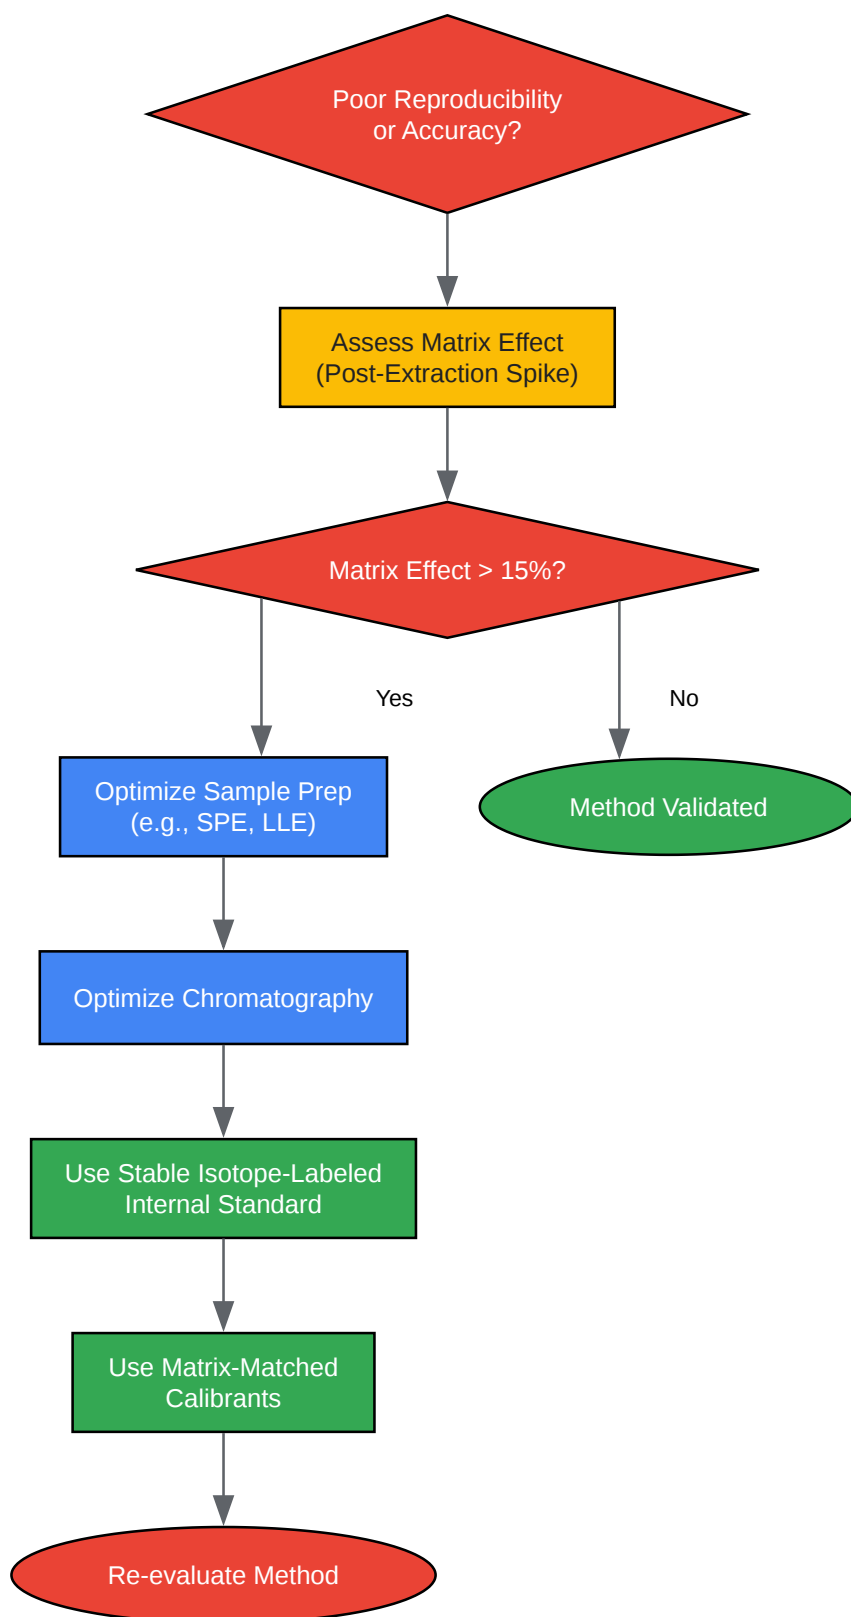 Poor Reproducibility
or Accuracy?
Assess Matrix Effect
(Post-Extraction Spike)
Matrix Effect > 15%?
Yes
No
Optimize Sample Prep
(e.g., SPE, LLE)
Method Validated
Optimize Chromatography
Use Stable Isotope-Labeled
Internal Standard
Use Matrix-Matched
Calibrants
Re-evaluate Method